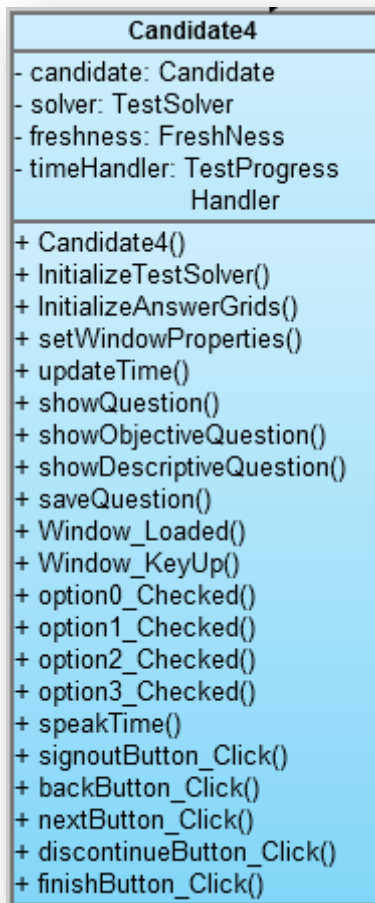 Candidate4
- candidate: Candidate
- solver: TestSolver
- freshness: FreshNess
- timeHandler: TestProgress
Handler
+ Candidate4()
+ InitializeTestSolver()
+ InitializeAnswerGrids()
+ setWindowProperties()
+ updateTime()
+ showQuestion()
+ showObjectiveQuestion()
+ showDescriptiveQuestion()
+ saveQuestion()
+ Window_Loaded()
+ Window_KeyUp()
+ option0_Checked()
+ option1_Checked()
+ option2_Checked()
+ option3_Checked()
+ speakTime()
+ signoutButton_Click()
+ backButton_Click()
+ nextButton_Click()
+ discontinueButton_Click()
+ finishButton_Click()